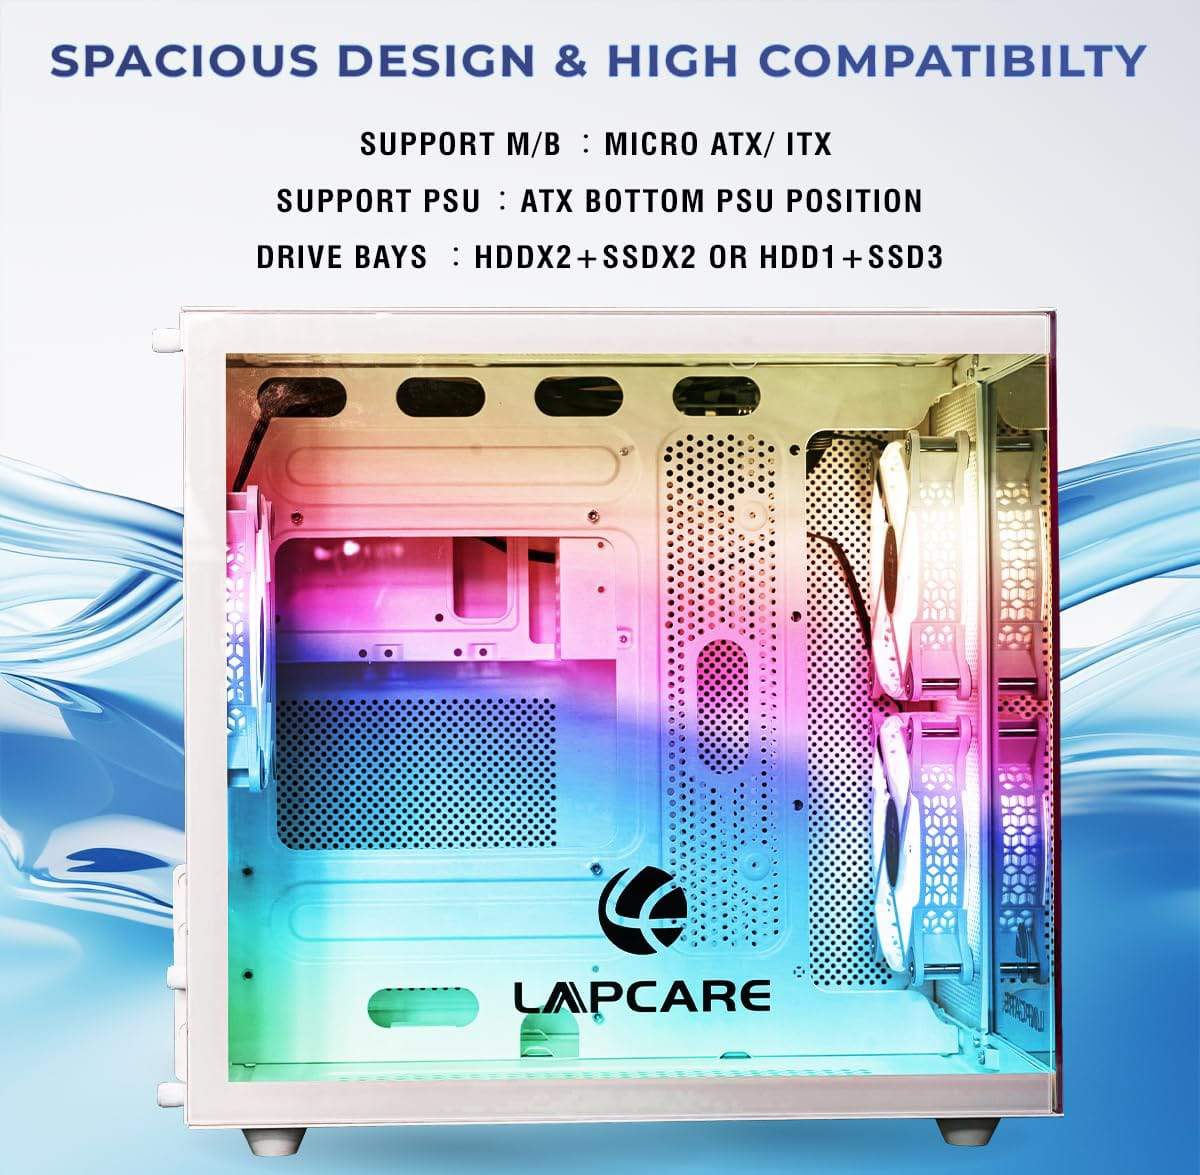 SPACIOUS DESIGN & HIGH COMPATIBILTY
SUPPORT M/B : MICRO ATX/ ITX
SUPPORT PSU : ATX BOTTOM PSU POSITION
DRIVE BAYS : HDDX2+SSDX2 OR HDD1+SSD3
LAPCARE